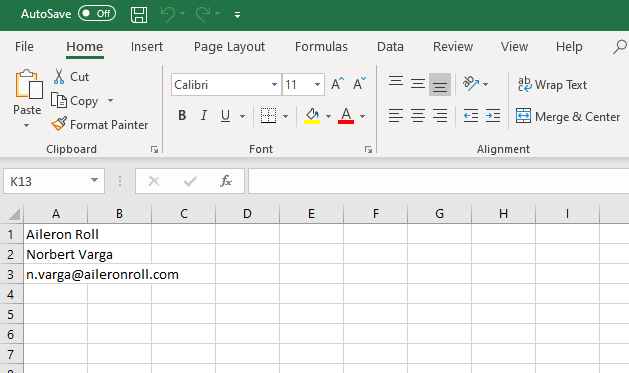 AutoSave Off
File Home Insert Page Layout Formulas Data Review View Help
Paste
Cut
Copy
Format Painter
Clipboard
Calibri 11 A A
B I U A
Font
ab c Wrap Text
Merge & Center
Alignment
K13 fx
A B C D E F G H I
1 Aileron Roll
2 Norbert Varga
3 n.varga@aileronroll.com
4
5
6
7